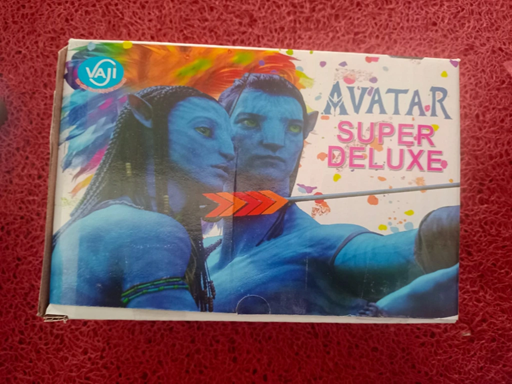 VAJI
AVATAR
SUPER
DELUXE